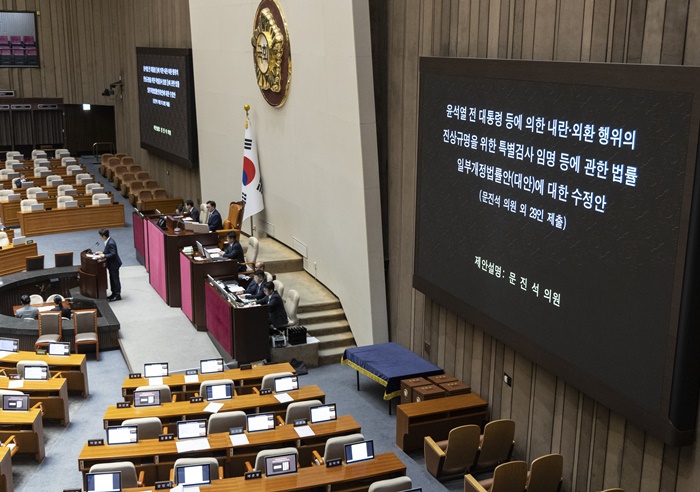 윤석열 전 대통령 등에 의한 내란·외환 행위의
진상규명을 위한 특별검사 임명 등에 관한 법률
일부개정법률안(대안)에 대한 수정안
(문진석 의원 외 29인 제출)
제안설명: 문 진 석 의원